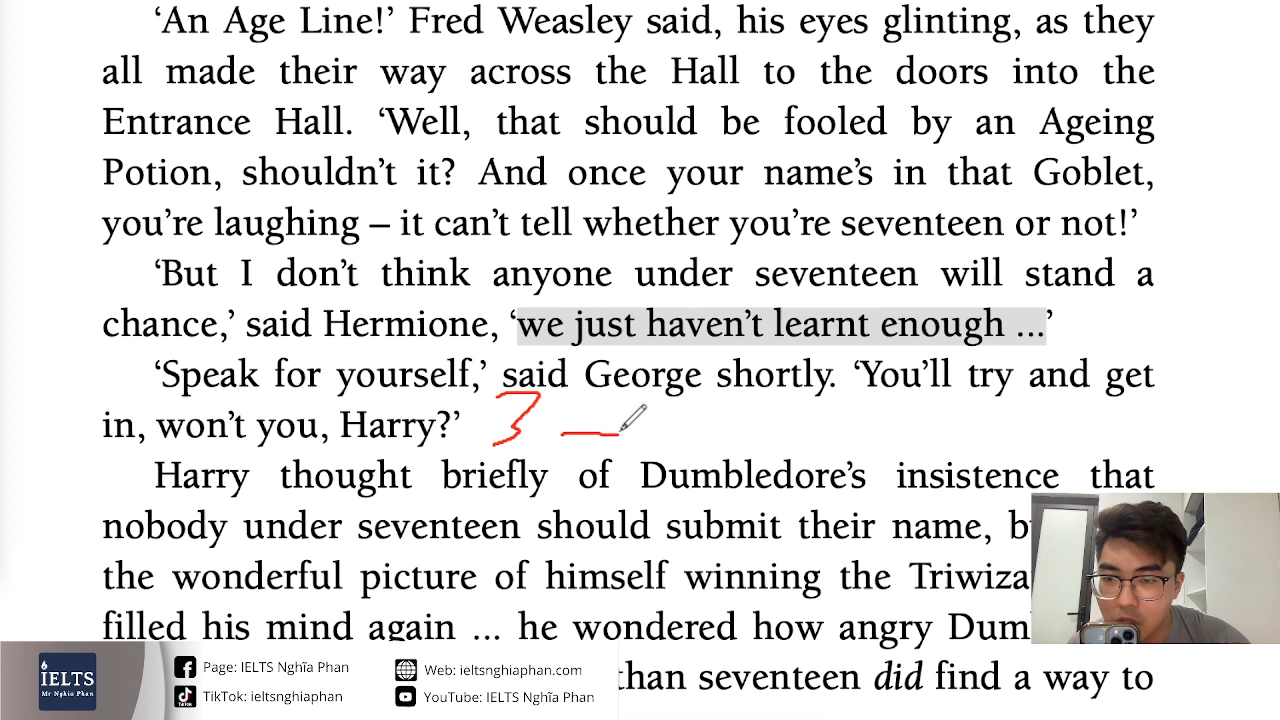 ‘An Age Line!’ Fred Weasley said, his eyes glinting, as they
all made their way across the Hall to the doors into the
Entrance Hall. ‘Well, that should be fooled by an Ageing
Potion, shouldn’t it? And once your name’s in that Goblet,
you’re laughing – it can’t tell whether you’re seventeen or not!’
‘But I don’t think anyone under seventeen will stand a
chance,’ said Hermione, ‘we just haven’t learnt enough ...’
‘Speak for yourself,’ said George shortly. ‘You’ll try and get
in, won’t you, Harry?’
3 —
Harry thought briefly of Dumbledore’s insistence that
nobody under seventeen should submit their name, b
the wonderful picture of himself winning the Triwiza
filled his mind again ... he wondered how angry Dum
than seventeen did find a way to
IELTS
Mr Nghia Phan
Page: IELTS Nghĩa Phan
TikTok: ieltsnghiaphan
Web: ieltsnghiaphan.com
YouTube: IELTS Nghĩa Phan